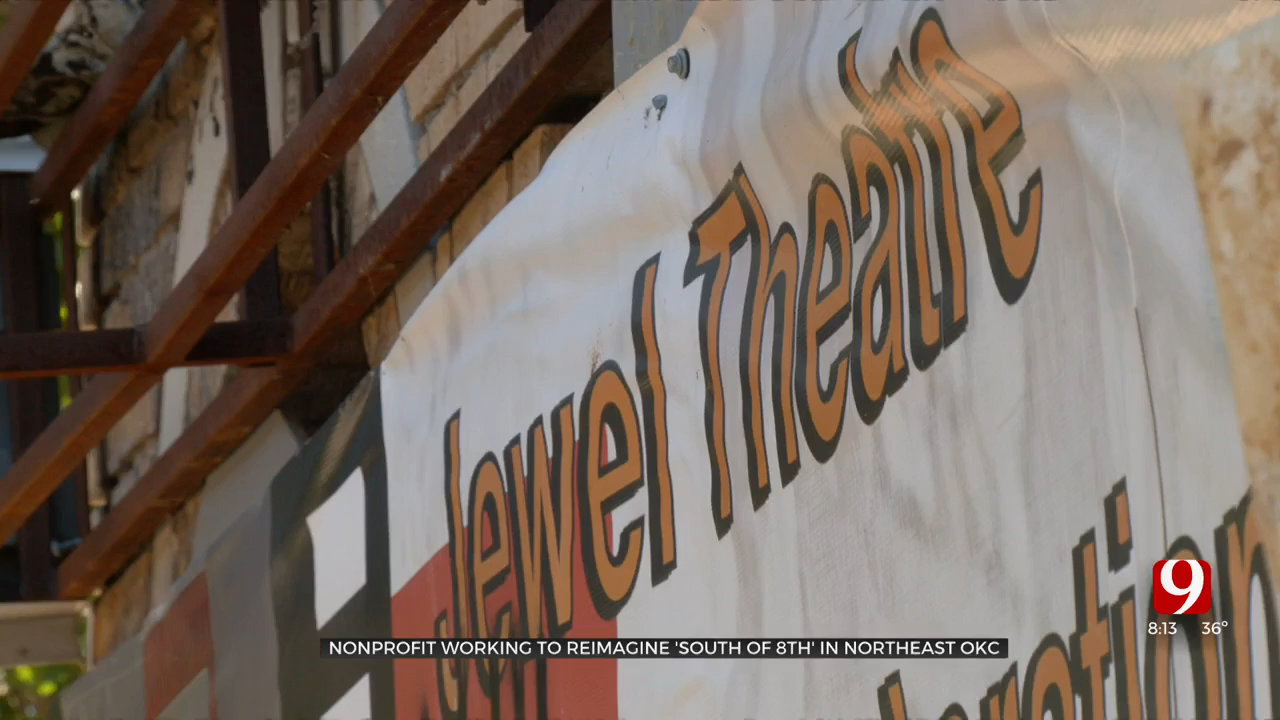 Jewel Theatre
9
8:13 36°
NONPROFIT WORKING TO REIMAGINE 'SOUTH OF 8TH' IN NORTHEAST OKC